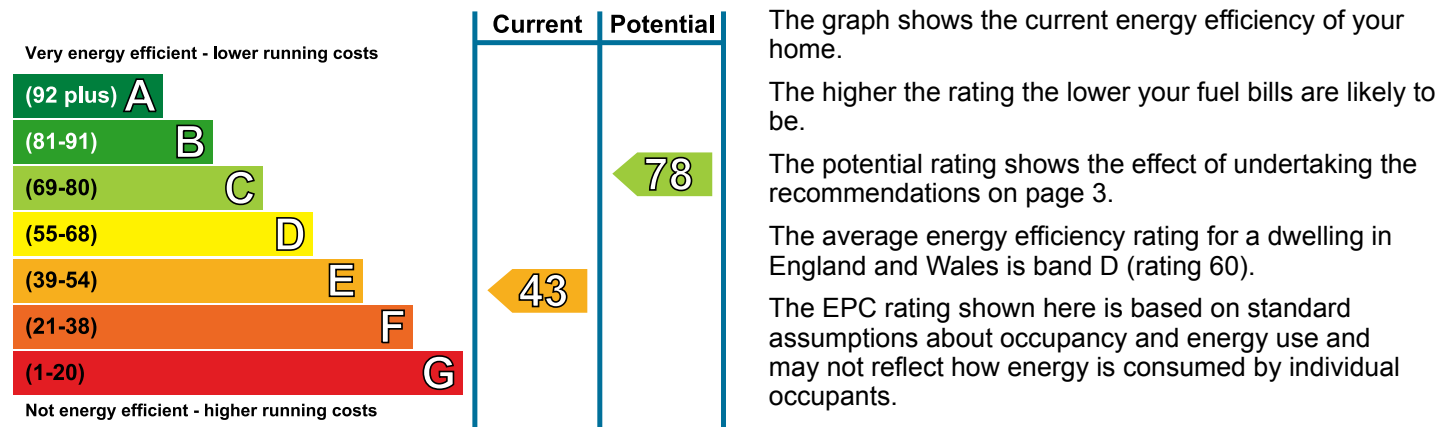 Current Potential
Very energy efficient - lower running costs
(92 plus) A
(81-91) B
(69-80) C
78
(55-68) D
(39-54) E
43
(21-38) F
(1-20) G
Not energy efficient - higher running costs
The graph shows the current energy efficiency of your
home.
The higher the rating the lower your fuel bills are likely to
be.
The potential rating shows the effect of undertaking the
recommendations on page 3.
The average energy efficiency rating for a dwelling in
England and Wales is band D (rating 60).
The EPC rating shown here is based on standard
assumptions about occupancy and energy use and
may not reflect how energy is consumed by individual
occupants.